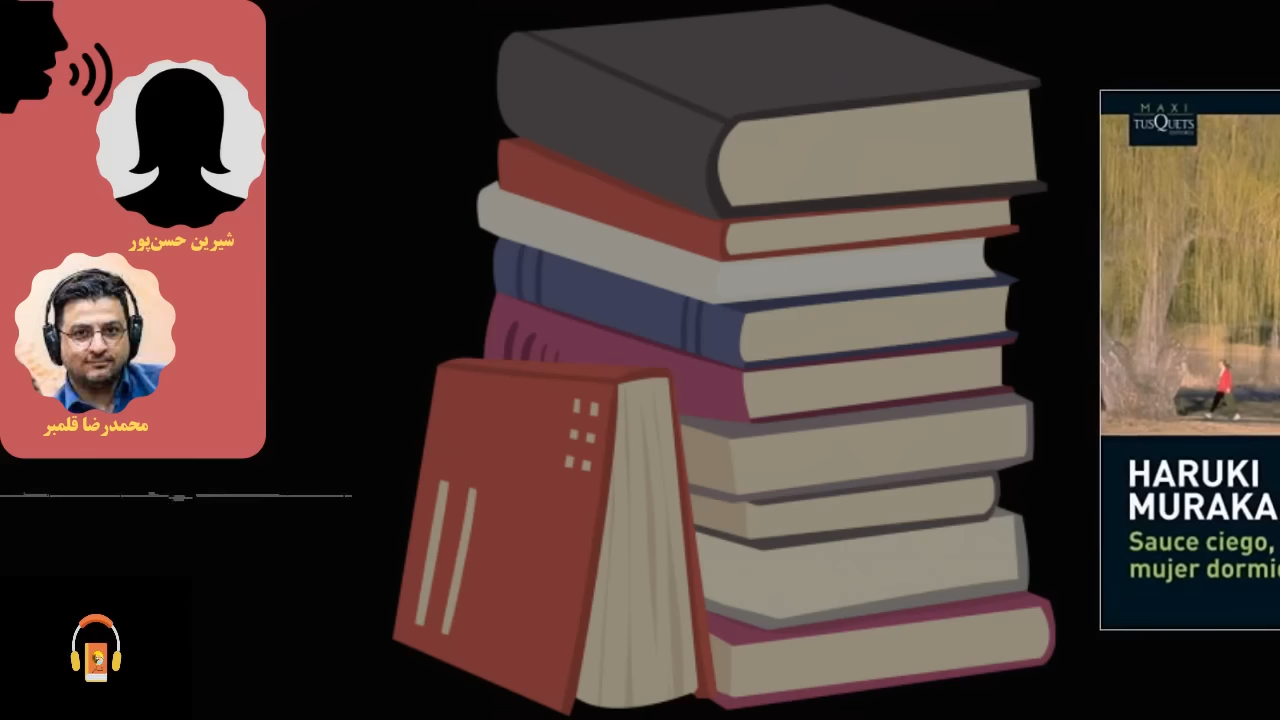 شیرین حسن‌پور
محمدرضا قلمبر
MAXI
TUSQUETS
HARUKI
MURAKA
Sauce ciego,
mujer dormi